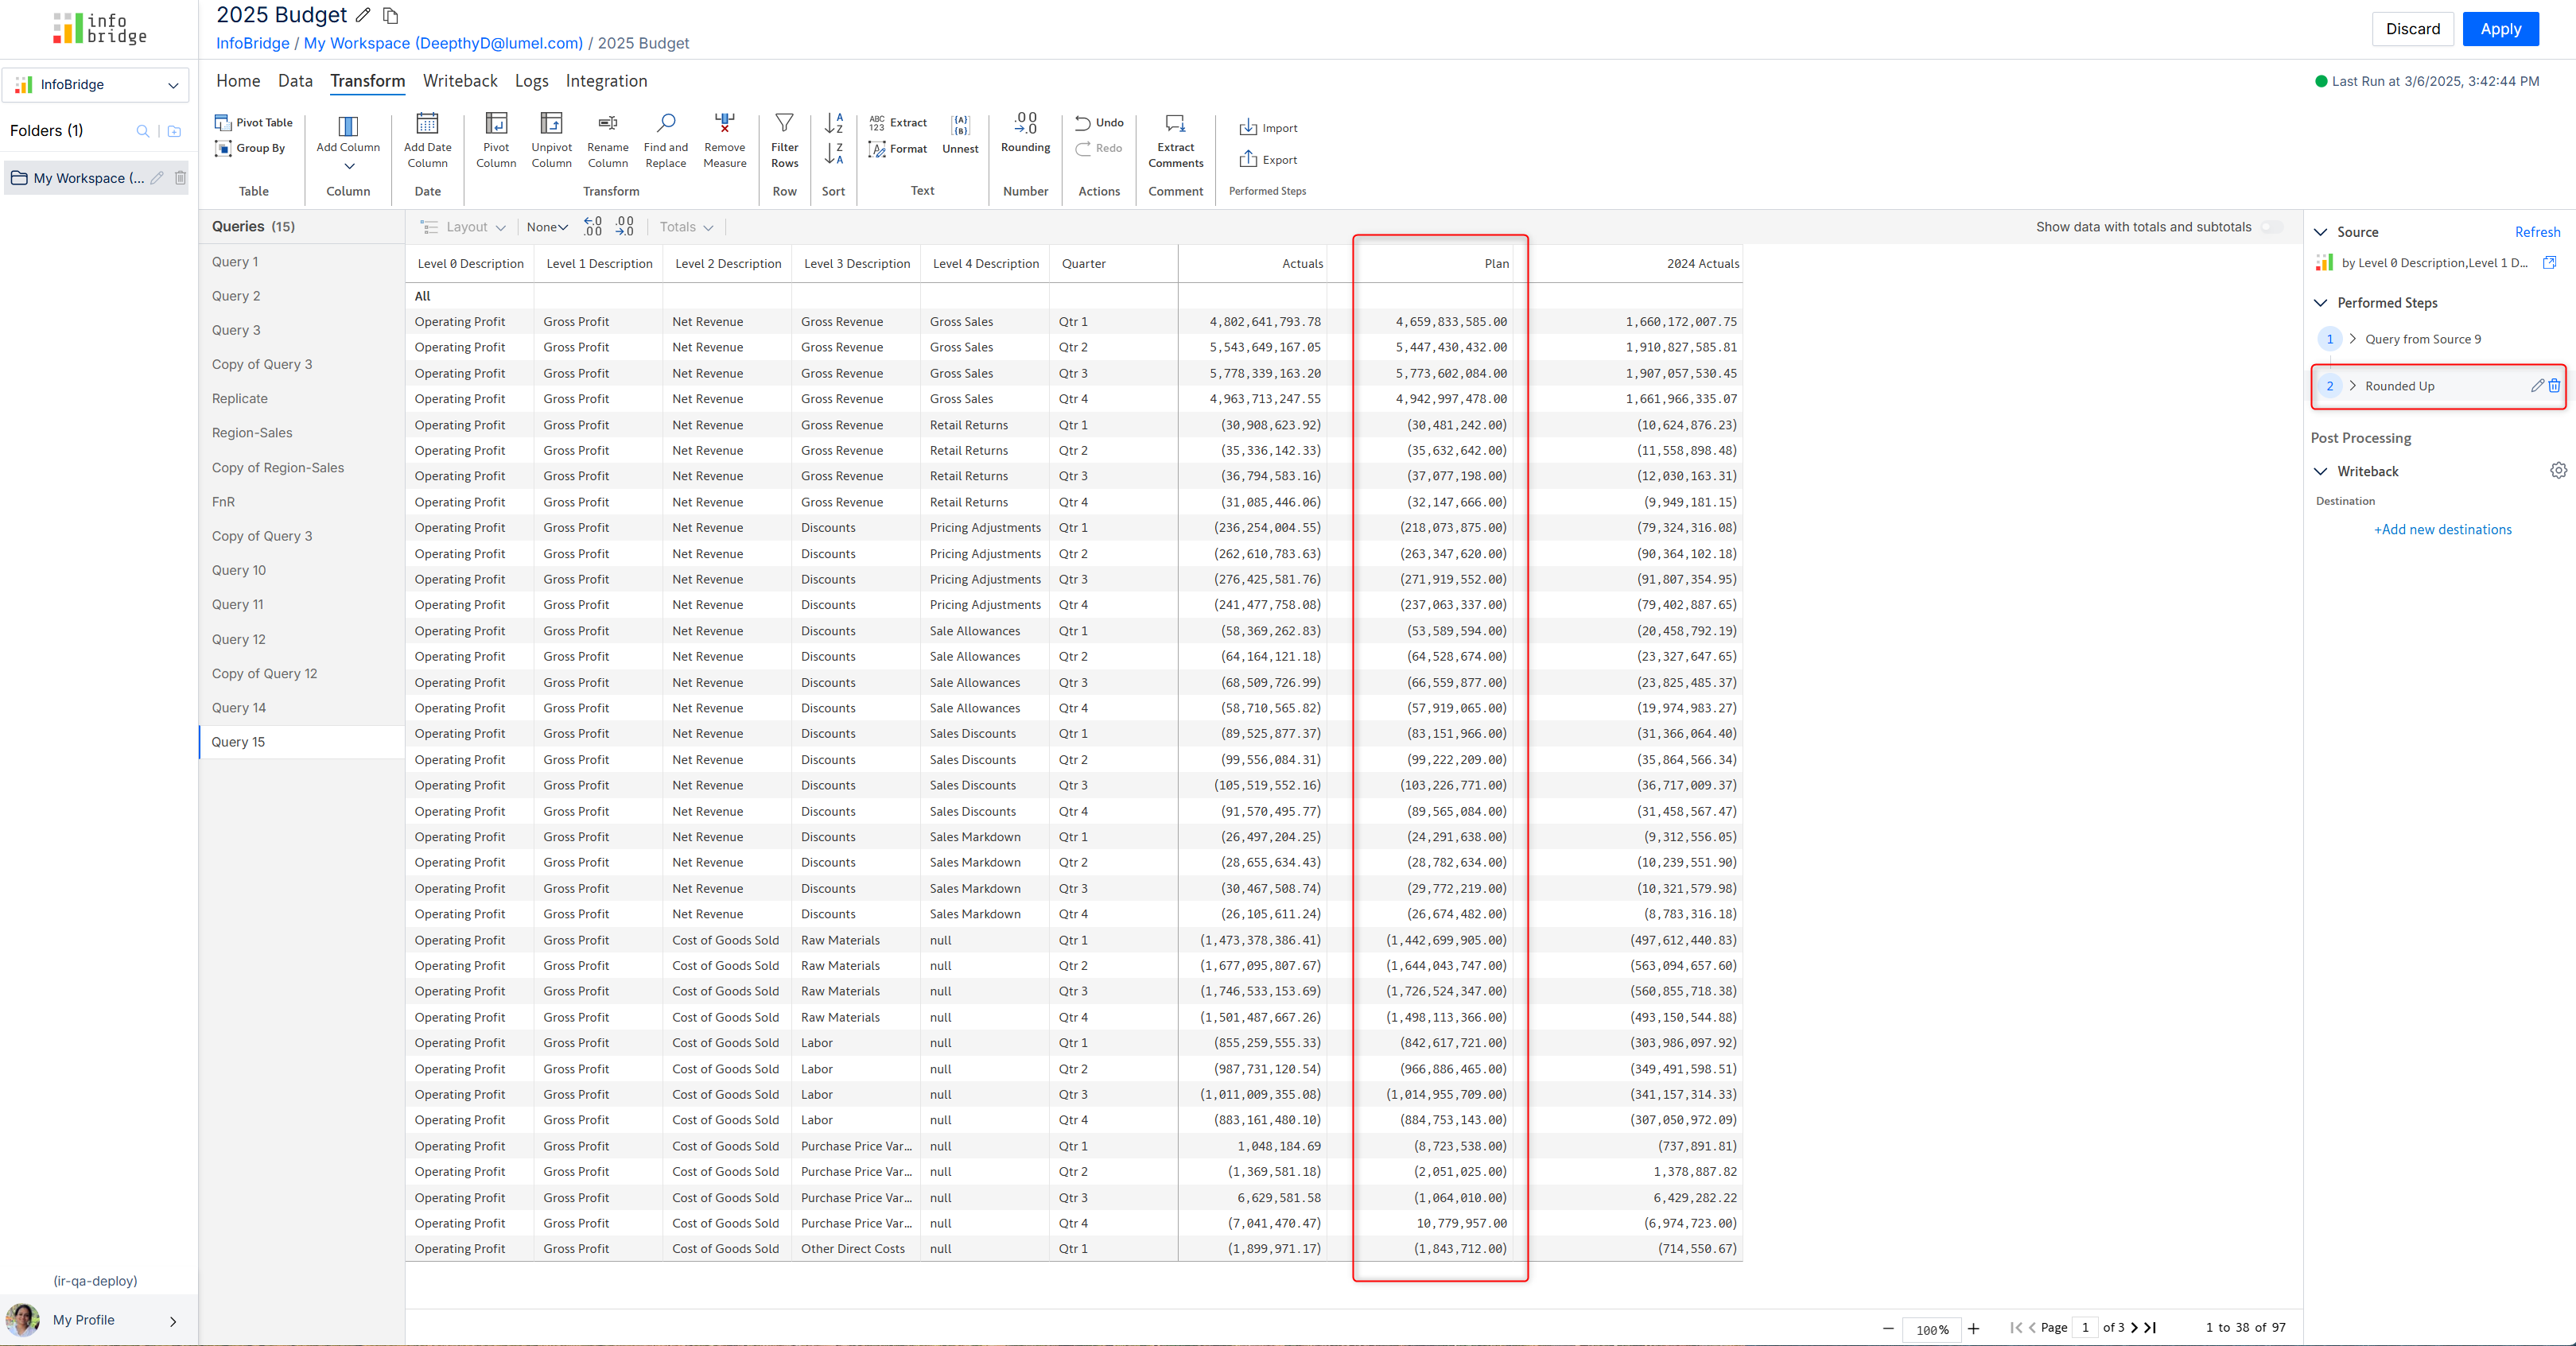 info
bridge
2025 Budget
InfoBridge / My Workspace (DeepthyD@lumel.com) / 2025 Budget
Discard
Apply
InfoBridge
Home Data Transform Writeback Logs Integration
Last Run at 3/6/2025, 3:42:44 PM
Folders (1)
My Workspace (...
Pivot Table
Group By
Table
Add Column
Column
Add Date
Column
Date
Pivot
Column
Unpivot
Column
Rename
Column
Find and
Replace
Remove
Measure
Transform
Filter
Rows
Row
Sort
Extract
Format
Unnest
Text
Rounding
Number
Undo
Redo
Actions
Extract
Comments
Comment
Import
Export
Performed Steps
Queries (15)
Query 1
Query 2
Query 3
Copy of Query 3
Replicate
Region-Sales
Copy of Region-Sales
FnR
Copy of Query 3
Query 10
Query 11
Query 12
Copy of Query 12
Query 14
Query 15
Layout None Totals
Show data with totals and subtotals
Level 0 Description Level 1 Description Level 2 Description Level 3 Description Level 4 Description Quarter Actuals Plan 2024 Actuals
All
Operating Profit Gross Profit Net Revenue Gross Revenue Gross Sales Qtr 1 4,802,641,793.78 4,659,833,585.00 1,660,172,007.75
Operating Profit Gross Profit Net Revenue Gross Revenue Gross Sales Qtr 2 5,543,649,167.05 5,447,430,432.00 1,910,827,585.81
Operating Profit Gross Profit Net Revenue Gross Revenue Gross Sales Qtr 3 5,778,339,163.20 5,773,602,084.00 1,907,057,530.45
Operating Profit Gross Profit Net Revenue Gross Revenue Gross Sales Qtr 4 4,963,713,247.55 4,942,997,478.00 1,661,966,335.07
Operating Profit Gross Profit Net Revenue Gross Revenue Retail Returns Qtr 1 (30,908,623.92) (30,481,242.00) (10,624,876.23)
Operating Profit Gross Profit Net Revenue Gross Revenue Retail Returns Qtr 2 (35,336,142.33) (35,632,642.00) (11,558,898.48)
Operating Profit Gross Profit Net Revenue Gross Revenue Retail Returns Qtr 3 (36,794,583.16) (37,077,198.00) (12,030,163.31)
Operating Profit Gross Profit Net Revenue Gross Revenue Retail Returns Qtr 4 (31,085,446.06) (32,147,666.00) (9,949,181.15)
Operating Profit Gross Profit Net Revenue Discounts Pricing Adjustments Qtr 1 (236,254,004.55) (218,073,875.00) (79,324,316.08)
Operating Profit Gross Profit Net Revenue Discounts Pricing Adjustments Qtr 2 (262,610,783.63) (263,347,620.00) (90,364,102.18)
Operating Profit Gross Profit Net Revenue Discounts Pricing Adjustments Qtr 3 (276,425,581.76) (271,919,552.00) (91,807,354.95)
Operating Profit Gross Profit Net Revenue Discounts Pricing Adjustments Qtr 4 (241,477,758.08) (237,063,337.00) (79,402,887.65)
Operating Profit Gross Profit Net Revenue Discounts Sale Allowances Qtr 1 (58,369,262.83) (53,589,594.00) (20,458,792.19)
Operating Profit Gross Profit Net Revenue Discounts Sale Allowances Qtr 2 (64,164,121.18) (64,528,674.00) (23,327,647.65)
Operating Profit Gross Profit Net Revenue Discounts Sale Allowances Qtr 3 (68,509,726.99) (66,559,877.00) (23,825,485.37)
Operating Profit Gross Profit Net Revenue Discounts Sale Allowances Qtr 4 (58,710,565.82) (57,919,065.00) (19,974,983.27)
Operating Profit Gross Profit Net Revenue Discounts Sales Discounts Qtr 1 (89,525,877.37) (83,151,966.00) (31,366,064.40)
Operating Profit Gross Profit Net Revenue Discounts Sales Discounts Qtr 2 (99,556,084.31) (99,222,209.00) (35,864,566.34)
Operating Profit Gross Profit Net Revenue Discounts Sales Discounts Qtr 3 (105,519,552.16) (103,226,771.00) (36,717,009.37)
Operating Profit Gross Profit Net Revenue Discounts Sales Discounts Qtr 4 (91,570,495.77) (89,565,084.00) (31,458,567.47)
Operating Profit Gross Profit Net Revenue Discounts Sales Markdown Qtr 1 (26,497,204.25) (24,291,638.00) (9,312,556.05)
Operating Profit Gross Profit Net Revenue Discounts Sales Markdown Qtr 2 (28,655,634.43) (28,782,634.00) (10,239,551.90)
Operating Profit Gross Profit Net Revenue Discounts Sales Markdown Qtr 3 (30,467,508.74) (29,772,219.00) (10,321,579.98)
Operating Profit Gross Profit Net Revenue Discounts Sales Markdown Qtr 4 (26,105,611.24) (26,674,482.00) (8,783,316.18)
Operating Profit Gross Profit Cost of Goods Sold Raw Materials null Qtr 1 (1,473,378,386.41) (1,442,699,905.00) (497,612,440.83)
Operating Profit Gross Profit Cost of Goods Sold Raw Materials null Qtr 2 (1,677,095,807.67) (1,644,043,747.00) (563,094,657.60)
Operating Profit Gross Profit Cost of Goods Sold Raw Materials null Qtr 3 (1,746,533,153.69) (1,726,524,347.00) (560,855,718.38)
Operating Profit Gross Profit Cost of Goods Sold Raw Materials null Qtr 4 (1,501,487,667.26) (1,498,113,366.00) (493,150,544.88)
Operating Profit Gross Profit Cost of Goods Sold Labor null Qtr 1 (855,259,555.33) (842,617,721.00) (303,986,097.92)
Operating Profit Gross Profit Cost of Goods Sold Labor null Qtr 2 (987,731,120.54) (966,886,465.00) (349,491,598.51)
Operating Profit Gross Profit Cost of Goods Sold Labor null Qtr 3 (1,011,009,355.08) (1,014,955,709.00) (341,157,314.33)
Operating Profit Gross Profit Cost of Goods Sold Labor null Qtr 4 (883,161,480.10) (884,753,143.00) (307,050,972.09)
Operating Profit Gross Profit Cost of Goods Sold Purchase Price Var... null Qtr 1 1,048,184.69 (8,723,538.00) (737,891.81)
Operating Profit Gross Profit Cost of Goods Sold Purchase Price Var... null Qtr 2 (1,369,581.18) (2,051,025.00) 1,378,887.82
Operating Profit Gross Profit Cost of Goods Sold Purchase Price Var... null Qtr 3 6,629,581.58 (1,064,010.00) 6,429,282.22
Operating Profit Gross Profit Cost of Goods Sold Purchase Price Var... null Qtr 4 (7,041,470.47) 10,779,957.00 (6,974,723.00)
Operating Profit Gross Profit Cost of Goods Sold Other Direct Costs null Qtr 1 (1,899,971.17) (1,843,712.00) (714,550.67)
Source Refresh
by Level 0 Description,Level 1 D...
Performed Steps
1 Query from Source 9
2 Rounded Up
Post Processing
Writeback
Destination
+Add new destinations
(ir-qa-deploy)
My Profile
100% Page 1 of 3 1 to 38 of 97